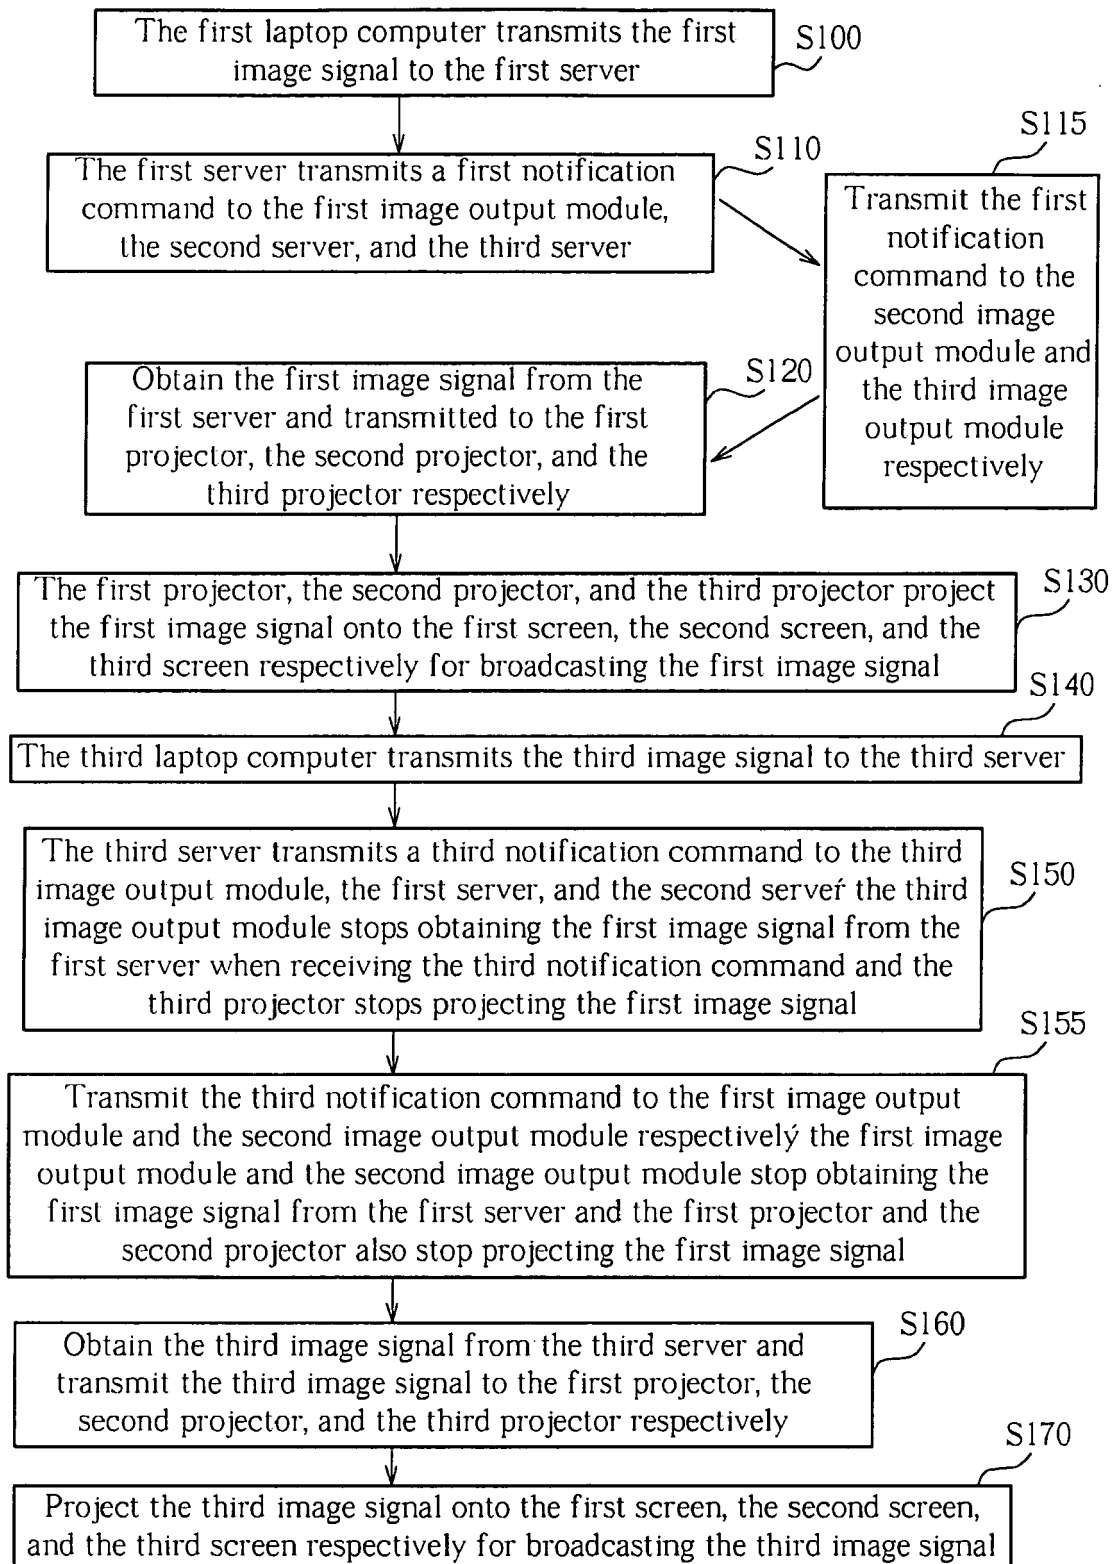 The first laptop computer transmits the first
image signal to the first server
S100
The first server transmits a first notification
command to the first image output module,
the second server, and the third server
S110
S115
Transmit the first
notification
command to the
second image
output module and
the third image
output module
respectively
Obtain the first image signal from the
first server and transmitted to the first
projector, the second projector, and the
third projector respectively
S120
The first projector, the second projector, and the third projector project
the first image signal onto the first screen, the second screen, and the
third screen respectively for broadcasting the first image signal
S130
S140
The third laptop computer transmits the third image signal to the third server
The third server transmits a third notification command to the third
image output module, the first server, and the second server the third
image output module stops obtaining the first image signal from the
first server when receiving the third notification command and the
third projector stops projecting the first image signal
S150
S155
Transmit the third notification command to the first image output
module and the second image output module respectively the first image
output module and the second image output module stop obtaining the
first image signal from the first server and the first projector and the
second projector also stop projecting the first image signal
Obtain the third image signal from the third server and
transmit the third image signal to the first projector, the
second projector, and the third projector respectively
S160
S170
Project the third image signal onto the first screen, the second screen,
and the third screen respectively for broadcasting the third image signal